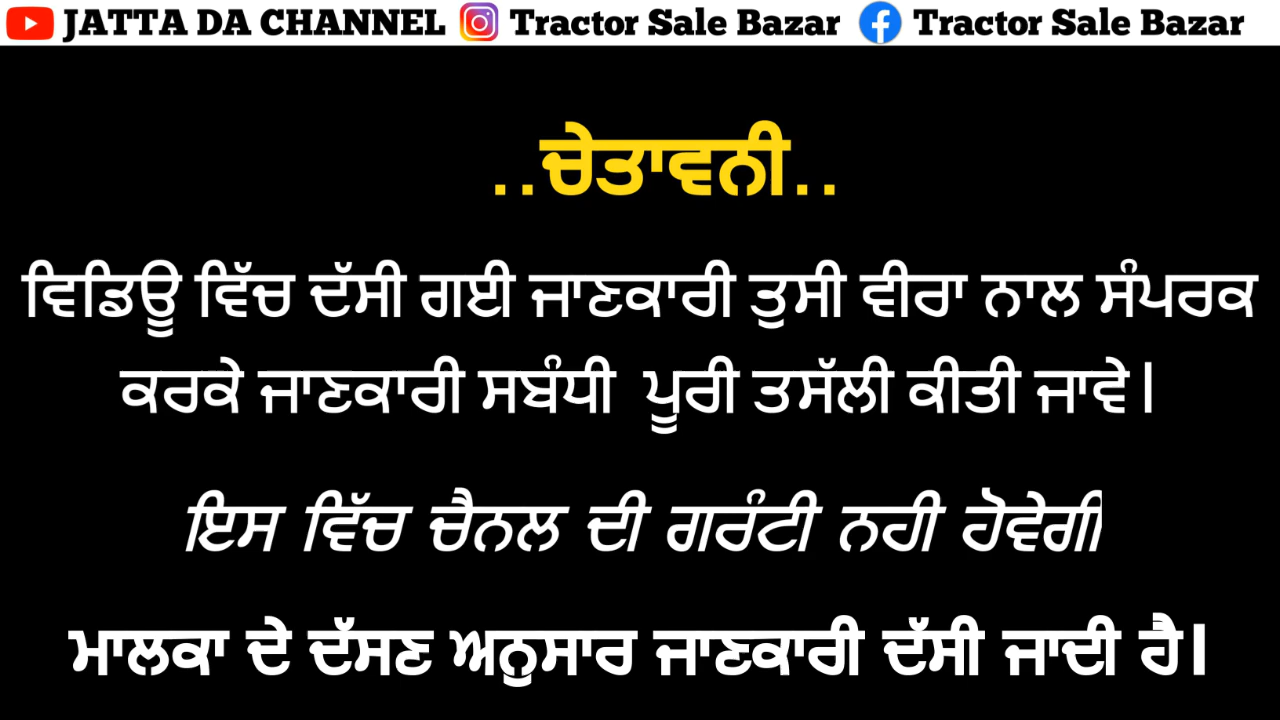 JATTA DA CHANNEL Tractor Sale Bazar Tractor Sale Bazar
..ਚੇਤਾਵਨੀ..
ਵਿਡਿਊ ਵਿੱਚ ਦੱਸੀ ਗਈ ਜਾਣਕਾਰੀ ਤੁਸੀ ਵੀਰਾ ਨਾਲ ਸੰਪਰਕ
ਕਰਕੇ ਜਾਣਕਾਰੀ ਸਬੰਧੀ ਪੂਰੀ ਤਸੱਲੀ ਕੀਤੀ ਜਾਵੇ।
ਇਸ ਵਿੱਚ ਚੈਨਲ ਦੀ ਗਰੰਟੀ ਨਹੀ ਹੋਵੇਗੀ
ਮਾਲਕਾ ਦੇ ਦੱਸਣ ਅਨੁਸਾਰ ਜਾਣਕਾਰੀ ਦੱਸੀ ਜਾਦੀ ਹੈ।